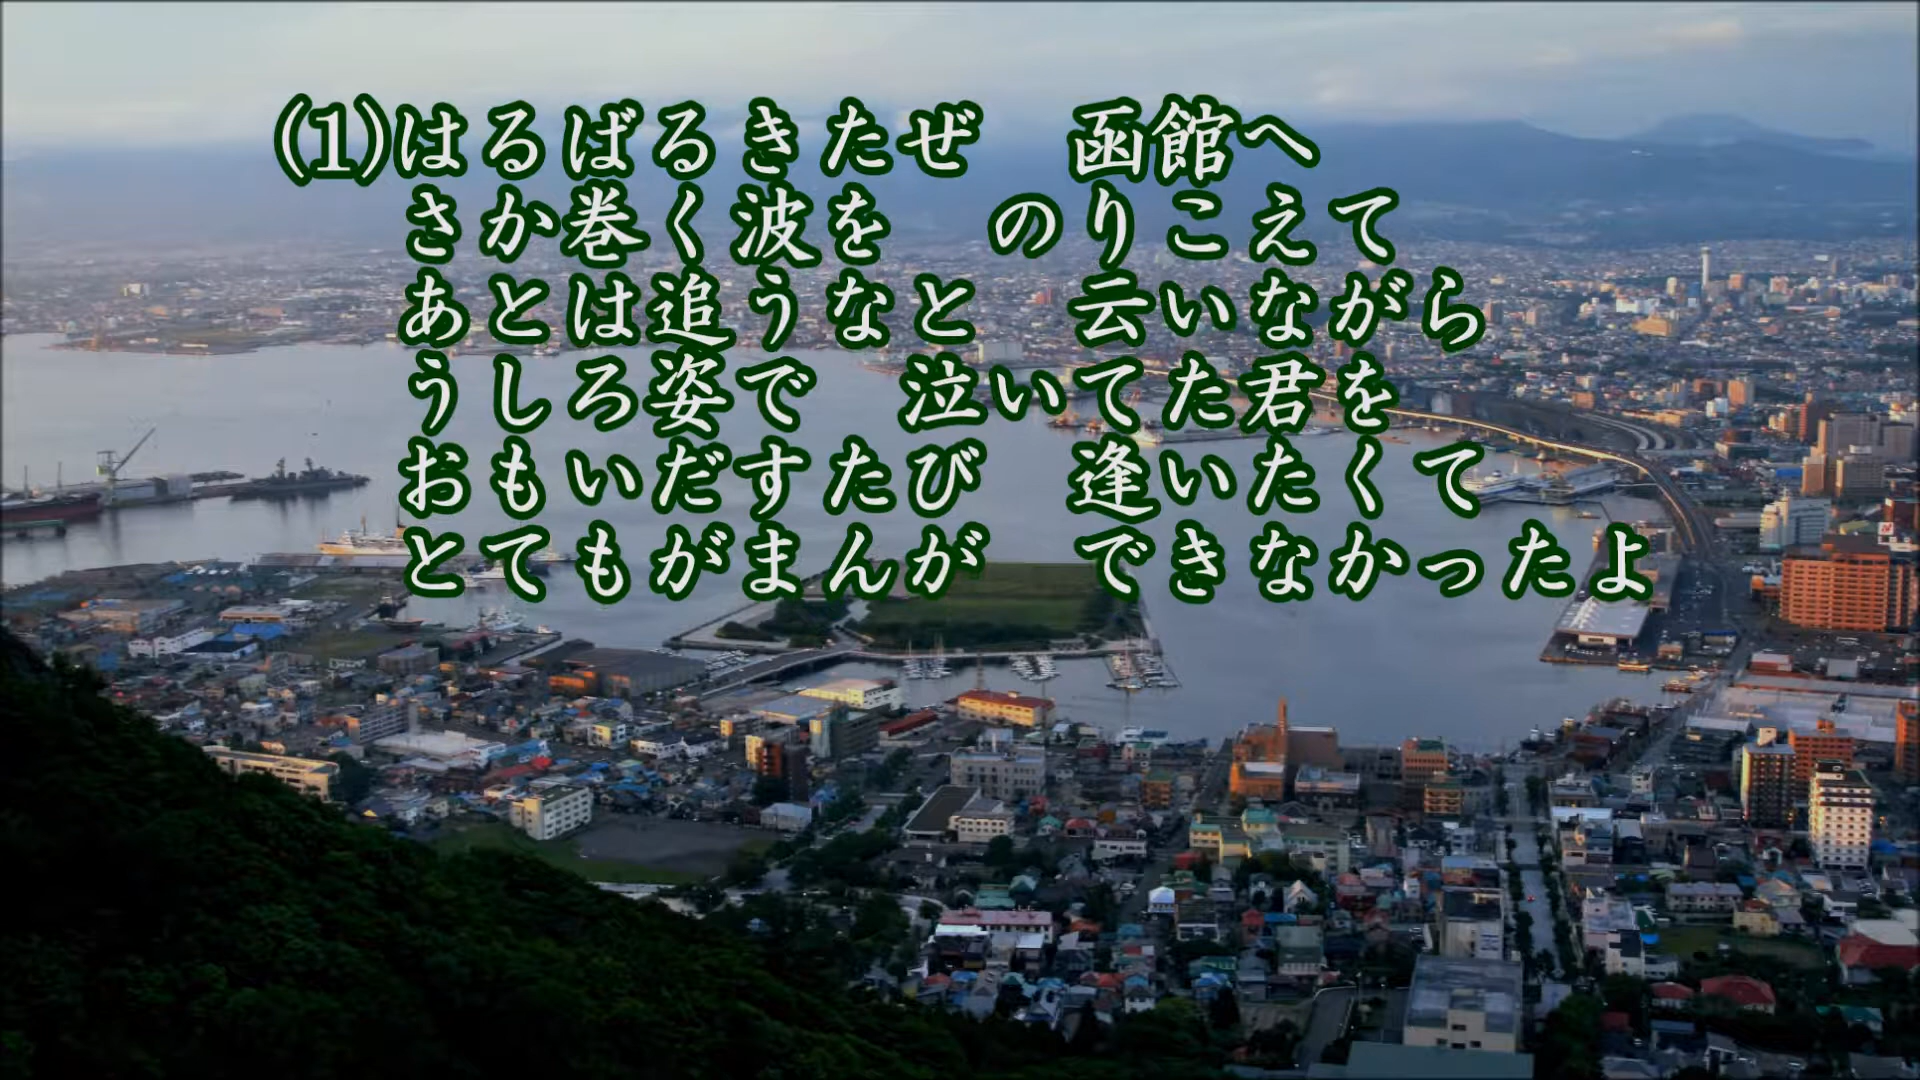 (1)はるばるきたぜ　函館へ
さか巻く波を　のりこえて
あとは追うなと　云いながら
うしろ姿で　泣いてた君を
おもいだすたび　逢いたくて
とてもがまんが　できなかったよ